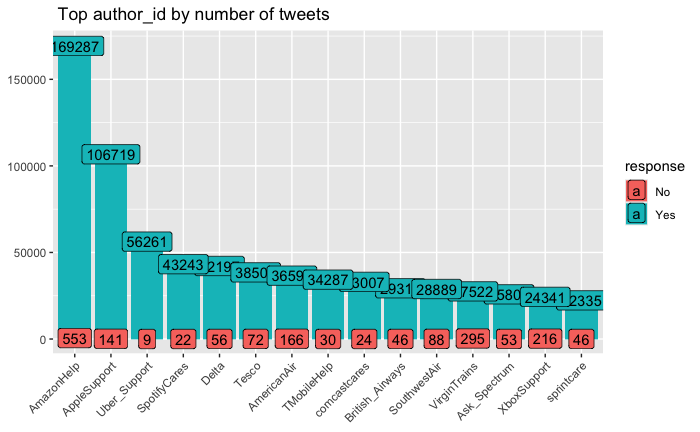 Top author_id by number of tweets
169287
150000
106719
100000
56261
50000
43243
34287
28889
24341
0
553 141 9 22 56 72 166 30 24 46 88 295 53 216 46
AmazonHelp
AppleSupport
Uber_Support
SpotifyCares
Delta
Tesco
AmericanAir
TMobileHelp
comcastcares
British_Airways
SouthwestAir
VirginTrains
Ask_Spectrum
XboxSupport
sprintcare
response
a No
a Yes